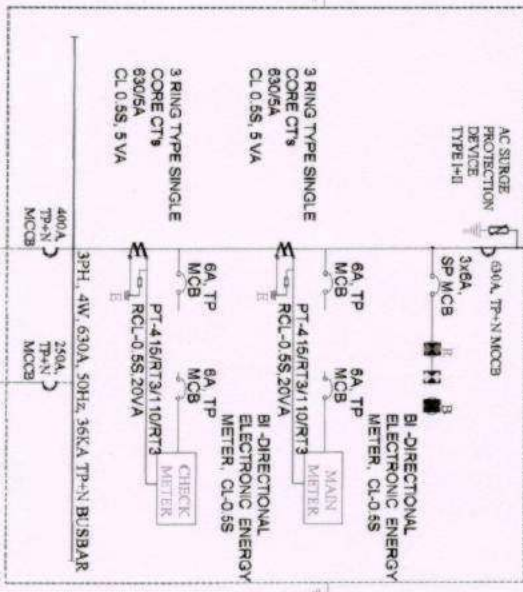 AC SURGE
PROTECTION
DEVICE
TYPE I+II
630A, TP+N MCCB
3x6A,
SP MCB
R
B
3 RING TYPE SINGLE
CORE CT's
630/5A
CL 0.5S, 5 VA
6A, TP
MCB
6A, TP
MCB
BI -DIRECTIONAL
ELECTRONIC ENERGY
METER, CL-0.5S
MAIN
METER
PT-415/RT3/110/RT3
RCL-0.5S,20VA
E
3 RING TYPE SINGLE
CORE CT's
630/5A
CL 0.5S, 5 VA
6A, TP
MCB
6A, TP
MCB
BI -DIRECTIONAL
ELECTRONIC ENERGY
METER, CL-0.5S
CHECK
METER
PT-415/RT3/110/RT3
RCL-0.5S,20VA
E
3PH , 4W, 630A, 50Hz, 36KA TP+N BUSBAR
400A,
TP+N
MCCB
250A,
TP+N
MCCB